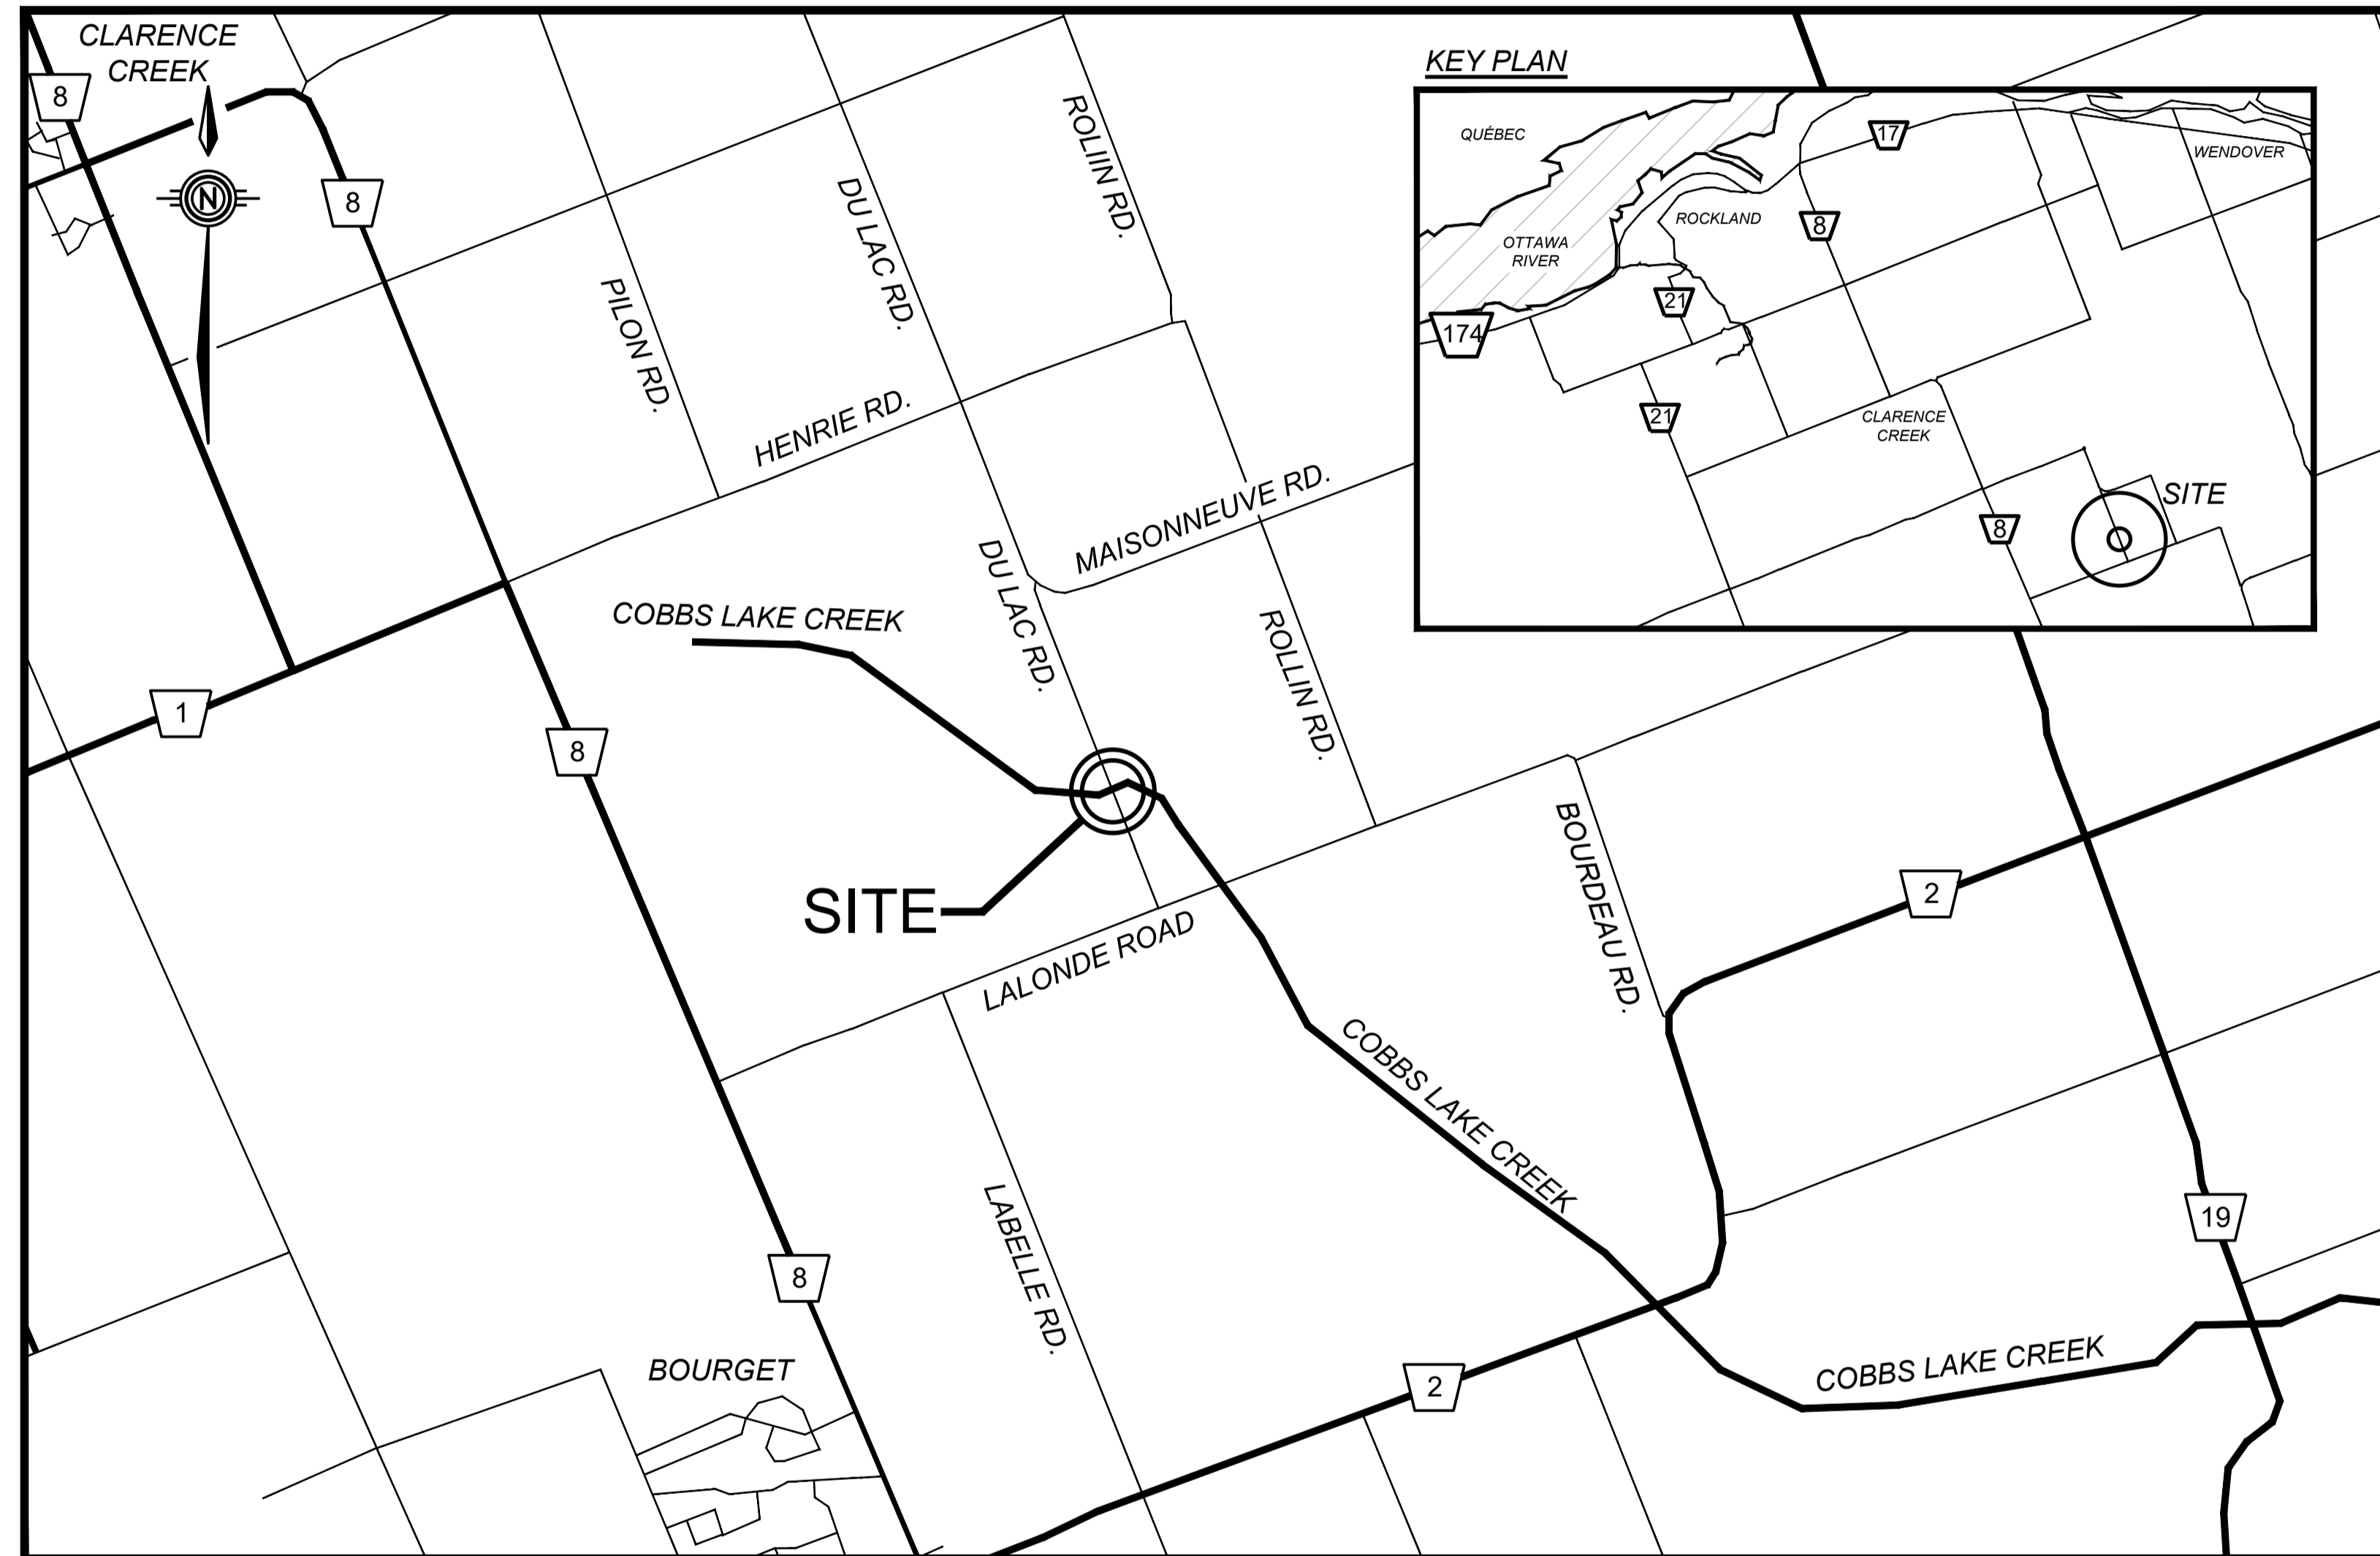 CLARENCE
CREEK
8
N
8
PILON RD.
DU LAC RD.
ROLIIN RD.
HENRIE RD.
MAISONNEUVE RD.
KEY PLAN
QUÉBEC
17
WENDOVER
ROCKLAND
8
OTTAWA
RIVER
21
174
21
CLARENCE
CREEK
SITE
8
DU LAC RD.
COBBS LAKE CREEK
ROLLIN RD.
1
8
SITE
LALONDE ROAD
BOURDEAU RD.
2
COBBS LAKE CREEK
LABELLE RD.
19
8
BOURGET
2
COBBS LAKE CREEK